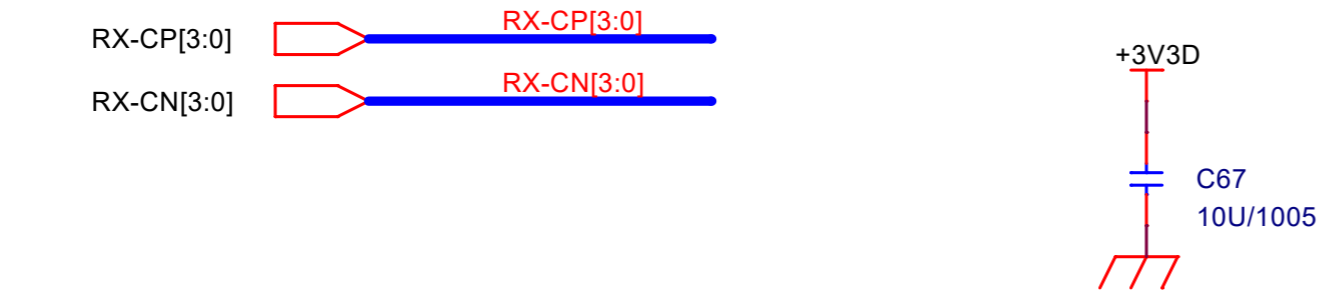 RX-CP[3:0]
RX-CP[3:0]
RX-CN[3:0]
RX-CN[3:0]
+3V3D
C67
10U/1005